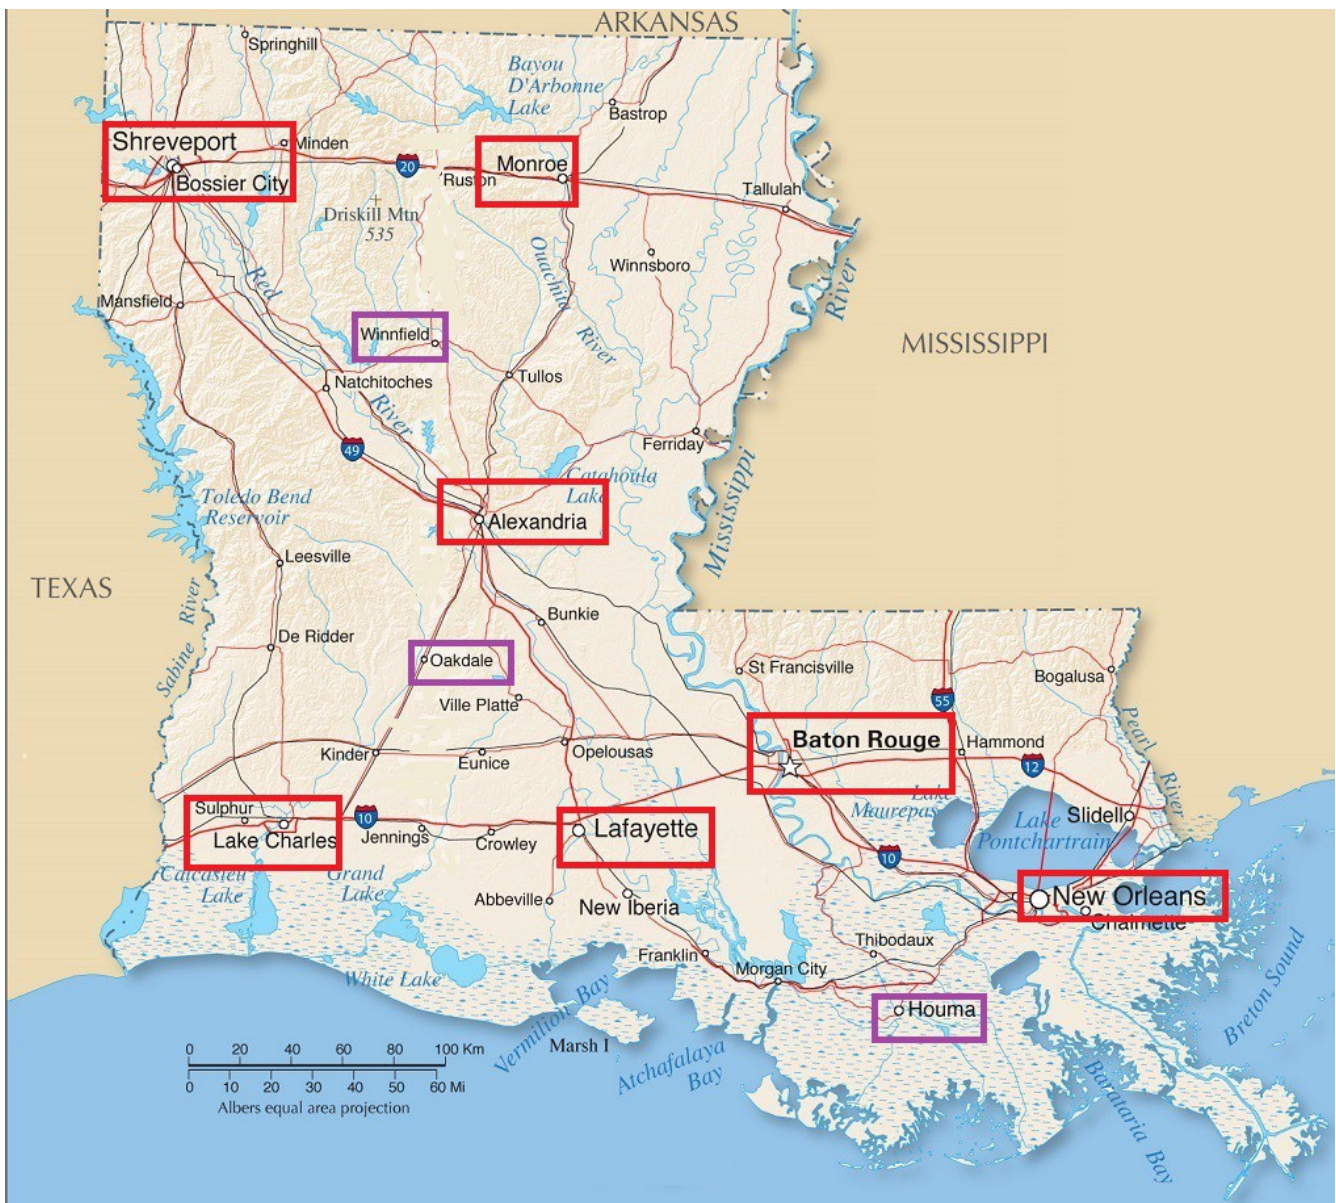 ARKANSAS
Springhill
Bayou
D'Arbonne
Lake
Bastrop
Shreveport
Minden
Bossier City
20
Monroe
'Ruston
Tallulah
Driskill Mtn
535
Ouachita
River
Winnsboro
Red
River
Mansfield
River
Winnfield
MISSISSIPPI
Natchitoches
Tullos
49
Ferriday
Catahoula
Lake
Mississippi
Toledo Bend
Reservoir
Alexandria
TEXAS
Leesville
Sabine River
Bunkie
De Ridder
Oakdale
St Francisville
Bogalusa
Ville Platte
55
Pearl
River
Kinder
Eunice
Opelousas
Baton Rouge
Hammond
12
Sulphur
Lake Charles
10
Jennings
Crowley
Lafayette
Lake
Maurepas
Lake
Pontchartrain
Slidell
10
Calcasieu
Lake
Grand
Lake
Abbeville
New Iberia
New Orleans
Chalmette
Thibodaux
Franklin
Morgan City
White Lake
Houma
Vermilion Bay
Marsh I
Atchafalaya
Bay
Barataria Bay
Breton Sound
0 20 40 60 80 100 Km
0 10 20 30 40 50 60 Mi
Albers equal area projection